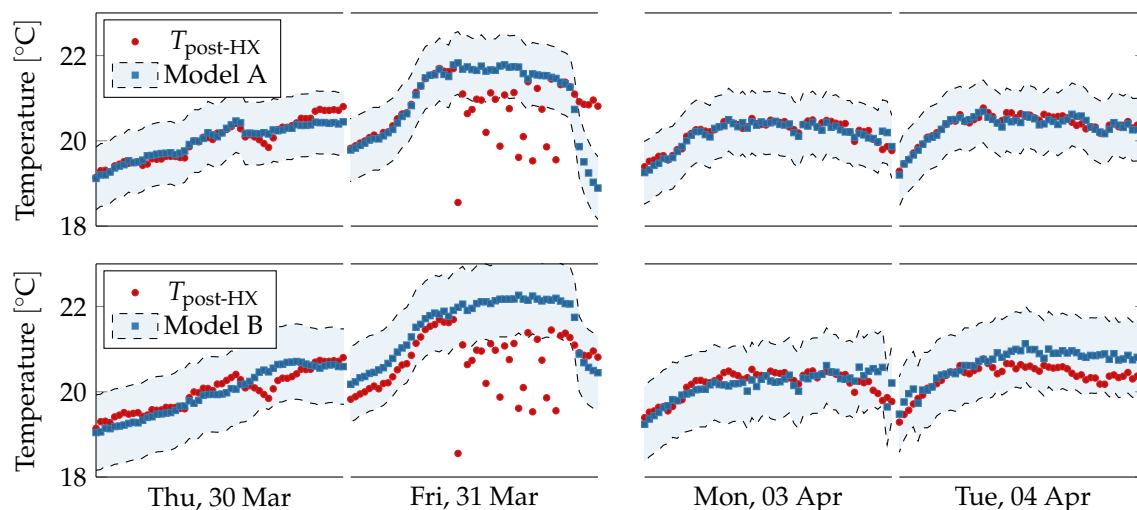 Temperature [°C]
22
20
18
T_post-HX
Model A
Temperature [°C]
22
20
18
T_post-HX
Model B
Thu, 30 Mar
Fri, 31 Mar
Mon, 03 Apr
Tue, 04 Apr